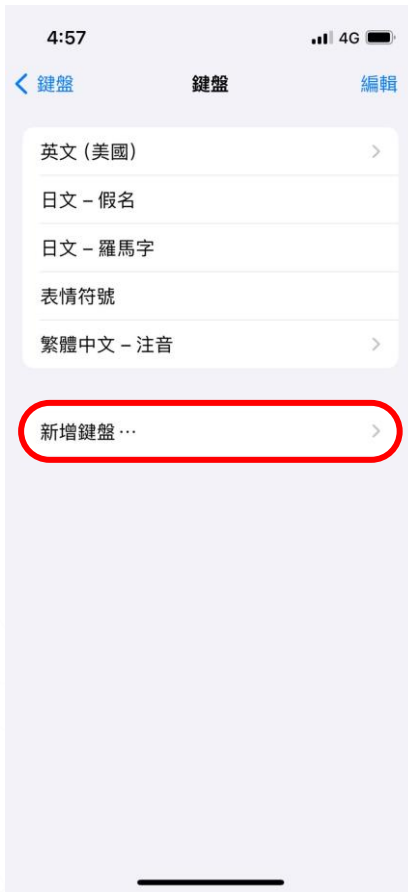 4:57 4G
鍵盤 鍵盤 編輯
英文 (美國)
日文 – 假名
日文 – 羅馬字
表情符號
繁體中文 – 注音
新增鍵盤⋯